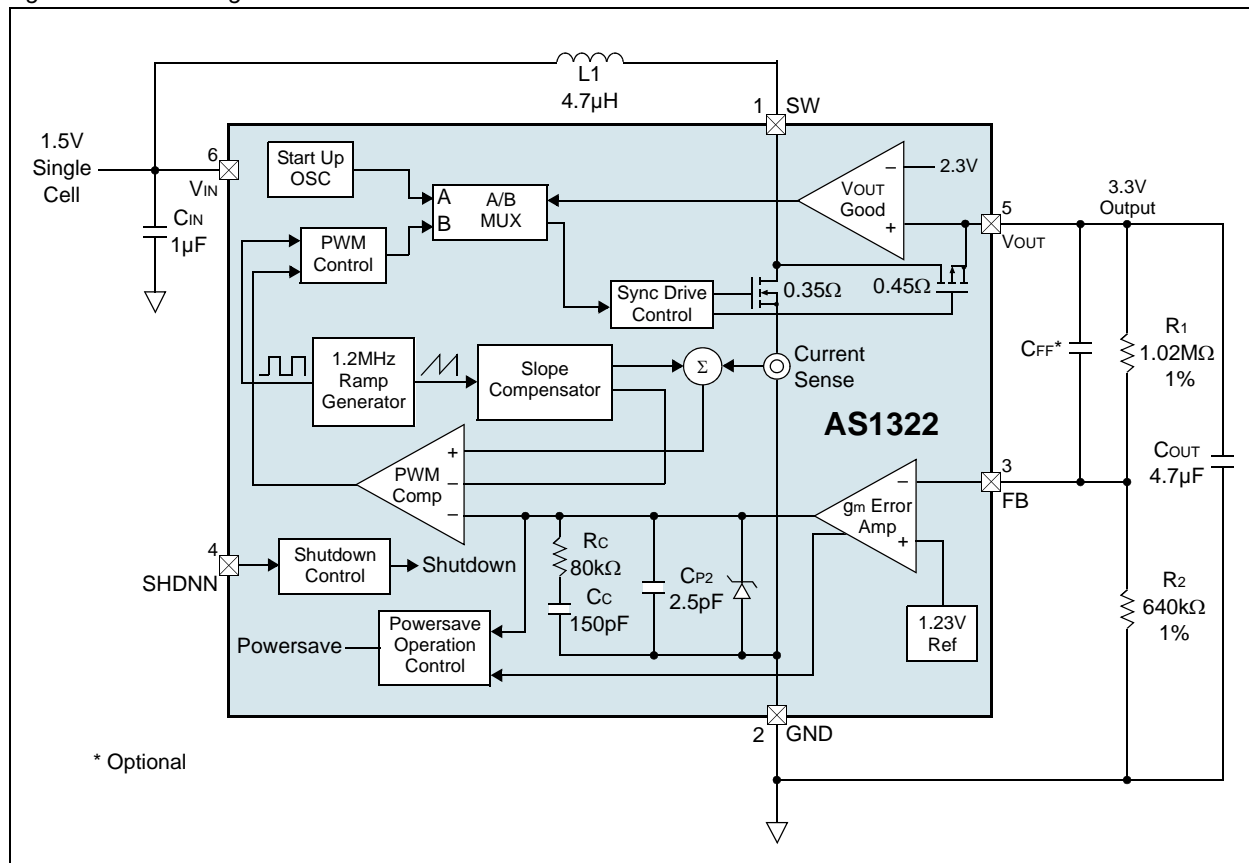 L1
4.7µH
1 SW
1.5V
Single
Cell
6
VIN
CIN
1µF
Start Up
OSC
A
B
A/B
MUX
VOUT
Good
−
+
2.3V
5
VOUT
3.3V
Output
PWM
Control
Sync Drive
Control
0.35Ω
0.45Ω
1.2MHz
Ramp
Generator
Slope
Compensator
Σ
Current
Sense
CFF*
R1
1.02MΩ
1%
AS1322
COUT
4.7µF
PWM
Comp
+
−
−
gm Error
Amp
−
+
3
FB
4
SHDNN
Shutdown
Control
Shutdown
RC
80kΩ
CC
150pF
CP2
2.5pF
1.23V
Ref
R2
640kΩ
1%
Powersave
Powersave
Operation
Control
2 GND
* Optional